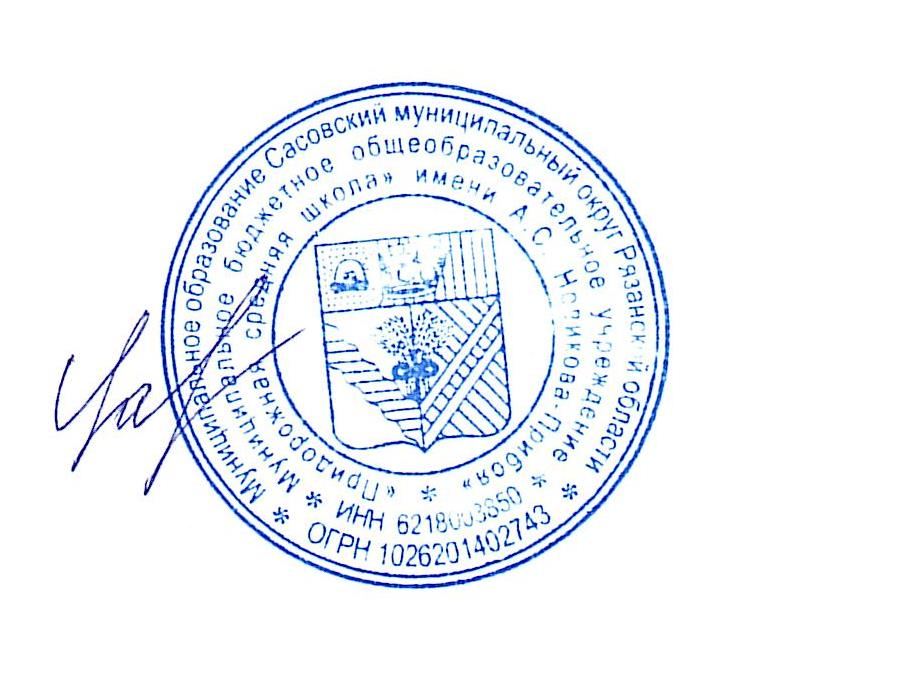 Муниципальное образование Сасовский муниципальный округ Рязанской области
* ОГРН 1026201402743 *
Муниципальное бюджетное общеобразовательное учреждение
* ИНН 6218003850 *
«Придорожная средняя школа» имени А.С. Новикова-Прибоя» *